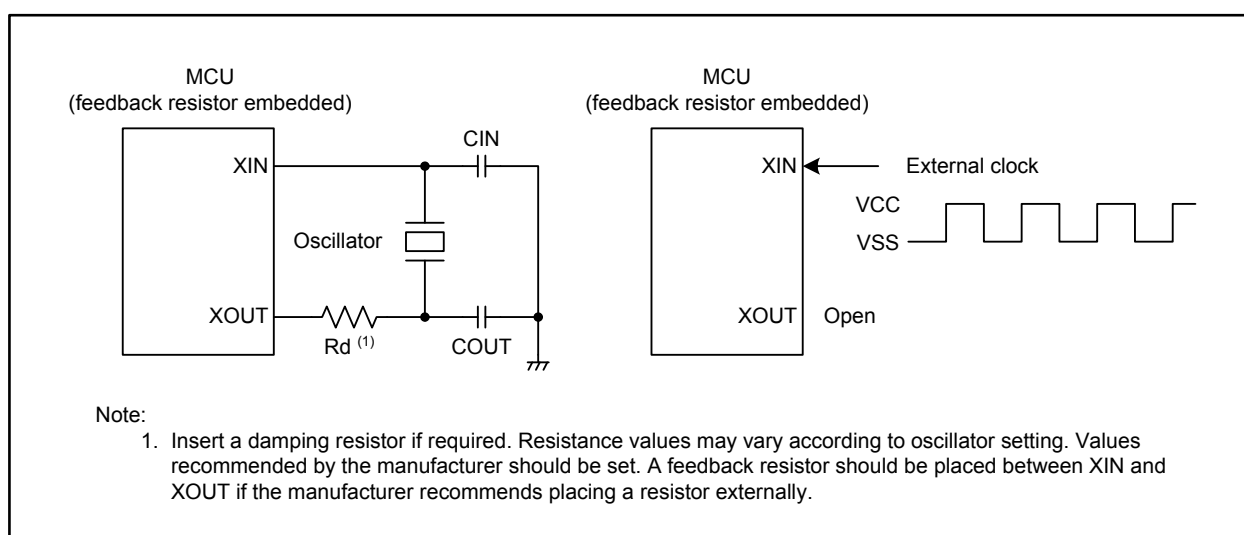 MCU
(feedback resistor embedded)
XIN
CIN
Oscillator
XOUT
Rd (1)
COUT
MCU
(feedback resistor embedded)
XIN
External clock
VCC
VSS
XOUT
Open
Note:
1. Insert a damping resistor if required. Resistance values may vary according to oscillator setting. Values
recommended by the manufacturer should be set. A feedback resistor should be placed between XIN and
XOUT if the manufacturer recommends placing a resistor externally.